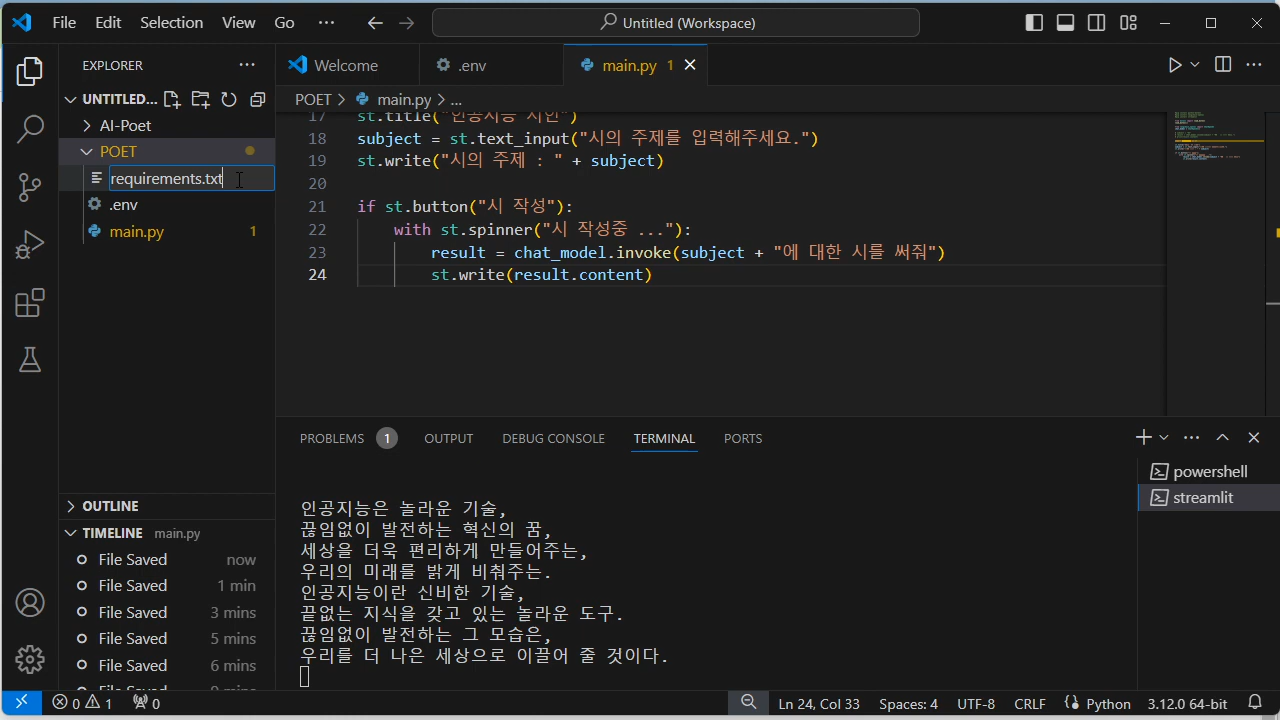 File Edit Selection View Go ··· Untitled (Workspace)
EXPLORER ···
Welcome .env main.py 1
UNTITLED...
POET > main.py > ...
AI-Poet
POET
requirements.txt
.env
main.py 1
17 st.title("인공지능 시인")
18 subject = st.text_input("시의 주제를 입력해주세요.")
19 st.write("시의 주제 : " + subject)
20
21 if st.button("시 작성"):
22 with st.spinner("시 작성중 ..."):
23 result = chat_model.invoke(subject + "에 대한 시를 써줘")
24 st.write(result.content)
PROBLEMS 1 OUTPUT DEBUG CONSOLE TERMINAL PORTS
powershell
streamlit
인공지능은 놀라운 기술,
끊임없이 발전하는 혁신의 꿈,
세상을 더욱 편리하게 만들어주는,
우리의 미래를 밝게 비춰주는.
인공지능이란 신비한 기술,
끝없는 지식을 갖고 있는 놀라운 도구.
끊임없이 발전하는 그 모습은,
우리를 더 나은 세상으로 이끌어 줄 것이다.
OUTLINE
TIMELINE main.py
File Saved now
File Saved 1 min
File Saved 3 mins
File Saved 5 mins
File Saved 6 mins
0 1 0 Ln 24, Col 33 Spaces: 4 UTF-8 CRLF Python 3.12.0 64-bit